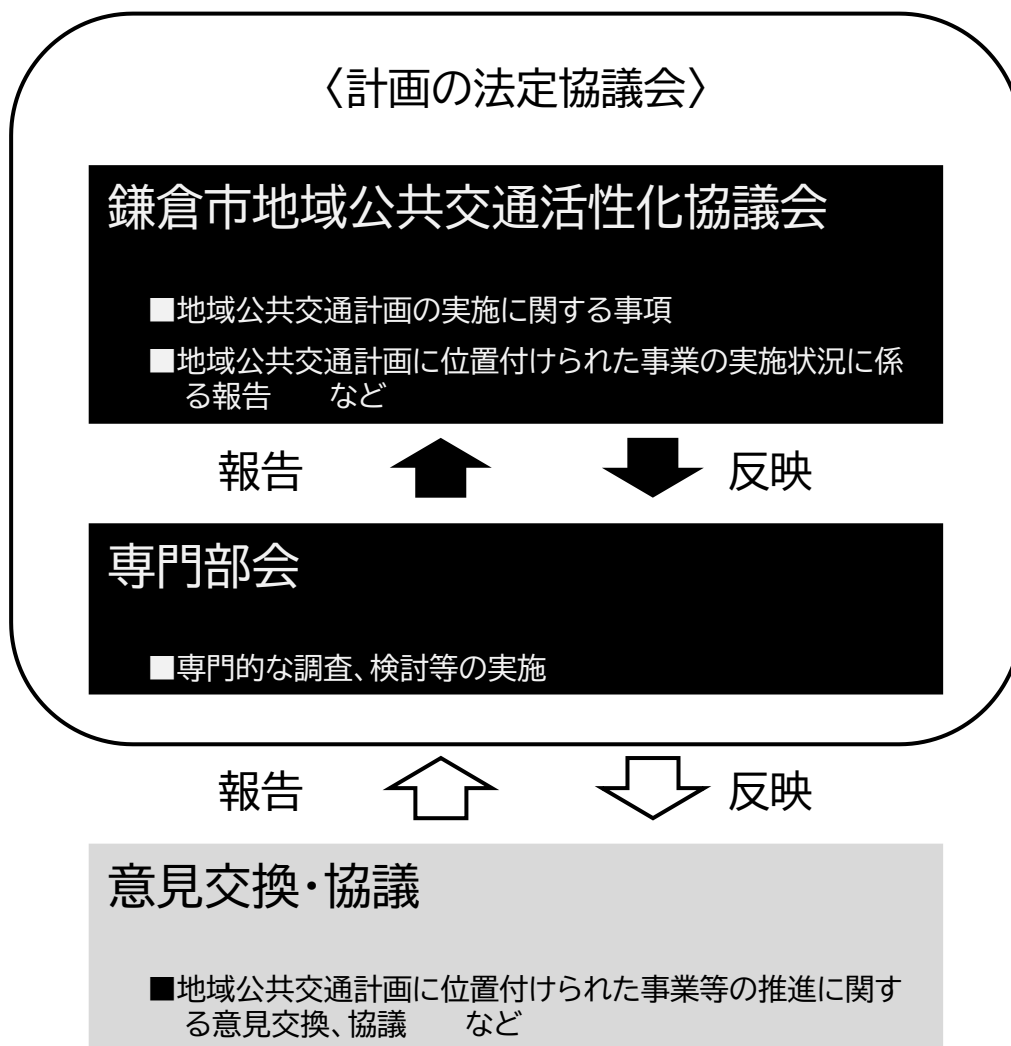 〈計画の法定協議会〉
鎌倉市地域公共交通活性化協議会
■地域公共交通計画の実施に関する事項
■地域公共交通計画に位置付けられた事業の実施状況に係
る報告　　など
報告　反映
専門部会
■専門的な調査、検討等の実施
報告　反映
意見交換・協議
■地域公共交通計画に位置付けられた事業等の推進に関す
る意見交換、協議　　など